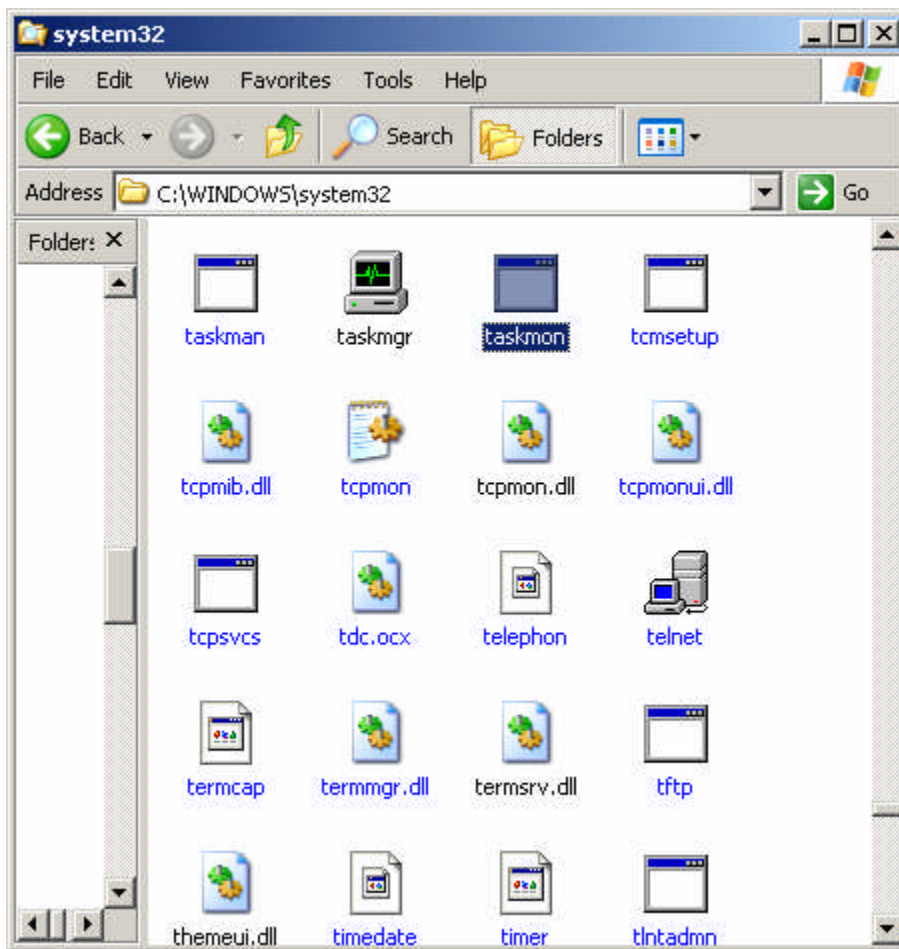 system32
File Edit View Favorites Tools Help
Back Search Folders
Address C:\WINDOWS\system32 Go
Folders
taskman taskmgr taskmon tcmsetup
tcpmib.dll tcpmon tcpmon.dll tcpmonui.dll
tcpsvcs tdc.ocx telephon telnet
termcap termmgr.dll termsrv.dll tftp
themeui.dll timedate timer tlntadmn